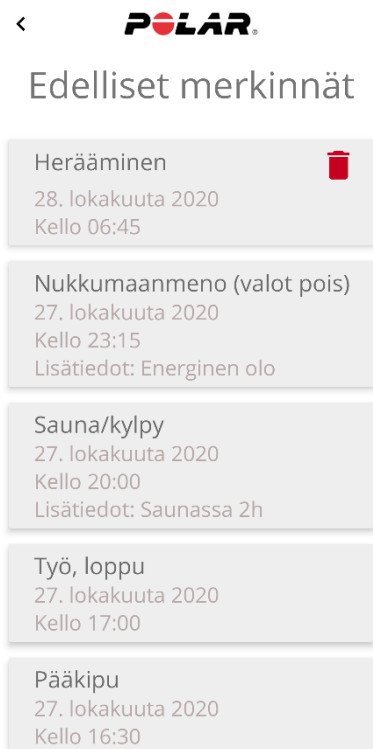 POLAR
Edelliset merkinnät
Herääminen
28. lokakuuta 2020
Kello 06:45
Nukkumaanmeno (valot pois)
27. lokakuuta 2020
Kello 23:15
Lisätiedot: Energinen olo
Sauna/kylpy
27. lokakuuta 2020
Kello 20:00
Lisätiedot: Saunassa 2h
Työ, loppu
27. lokakuuta 2020
Kello 17:00
Pääkipu
27. lokakuuta 2020
Kello 16:30